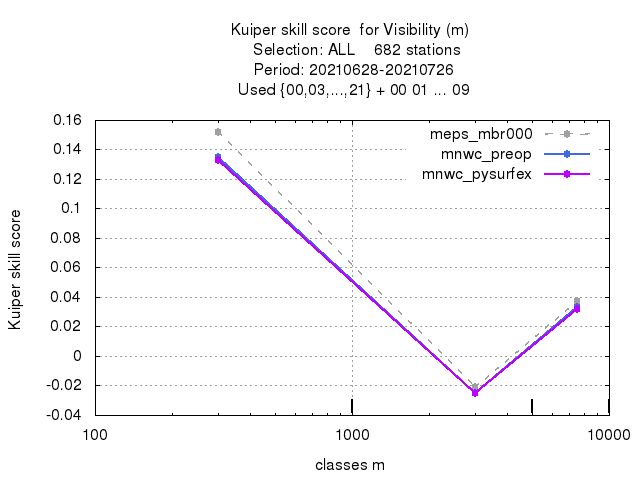 Kuiper skill score  for Visibility (m)
Selection: ALL    682 stations
Period: 20210628-20210726
Used {00,03,...,21} + 00 01 ... 09
meps_mbr000
mnwc_preop
mnwc_pysurfex
0.16
0.14
0.12
0.1
0.08
0.06
0.04
0.02
0
-0.02
-0.04
Kuiper skill score
100
1000
10000
classes m